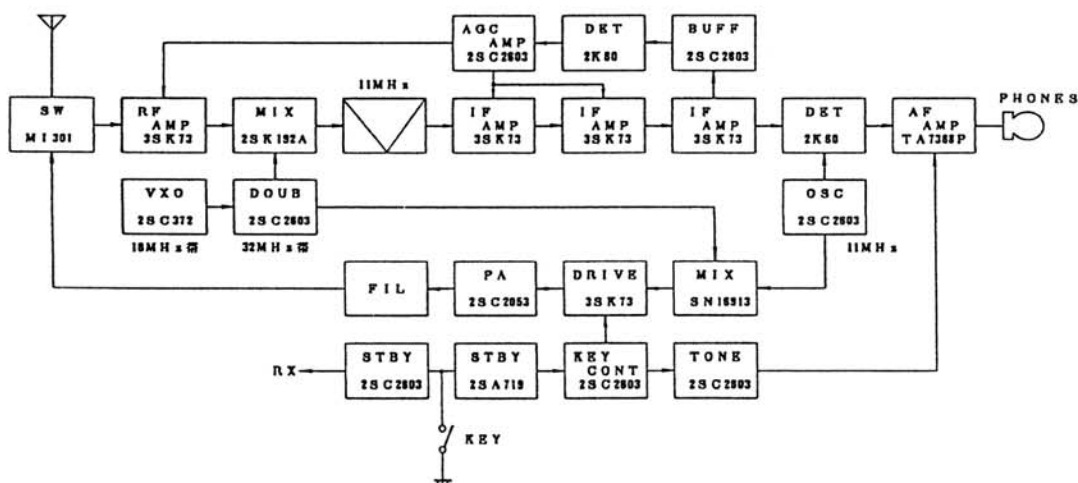 AGC
AMP
2SC2603
DET
2K60
BUFF
2SC2603
11MHz
SW
MI301
RF
AMP
3SK73
MIX
2SK192A
IF
AMP
3SK73
IF
AMP
3SK73
IF
AMP
3SK73
DET
2K60
AF
AMP
TA7368P
PHONES
VXO
2SC372
16MHz帯
DOUB
2SC2603
32MHz帯
OSC
2SC2603
11MHz
FIL
PA
2SC2053
DRIVE
3SK73
MIX
SN16913
RX
STBY
2SC2603
STBY
2SA719
KEY
CONT
2SC2603
TONE
2SC2603
KEY